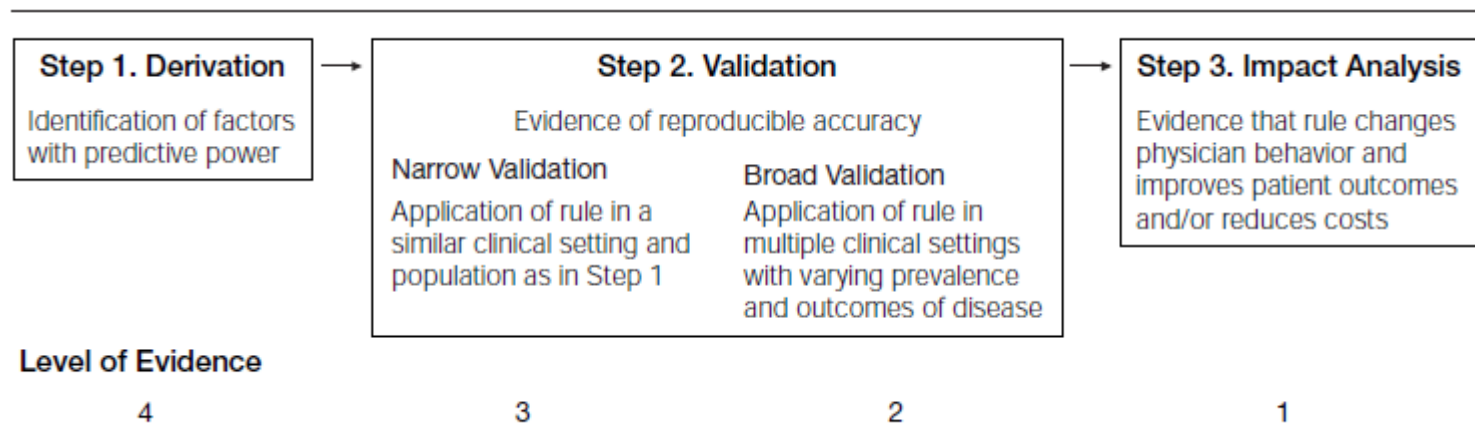 Step 1. Derivation
Identification of factors
with predictive power
Step 2. Validation
Evidence of reproducible accuracy
Narrow Validation
Application of rule in a
similar clinical setting and
population as in Step 1
Broad Validation
Application of rule in
multiple clinical settings
with varying prevalence
and outcomes of disease
Step 3. Impact Analysis
Evidence that rule changes
physician behavior and
improves patient outcomes
and/or reduces costs
Level of Evidence
4 3 2 1